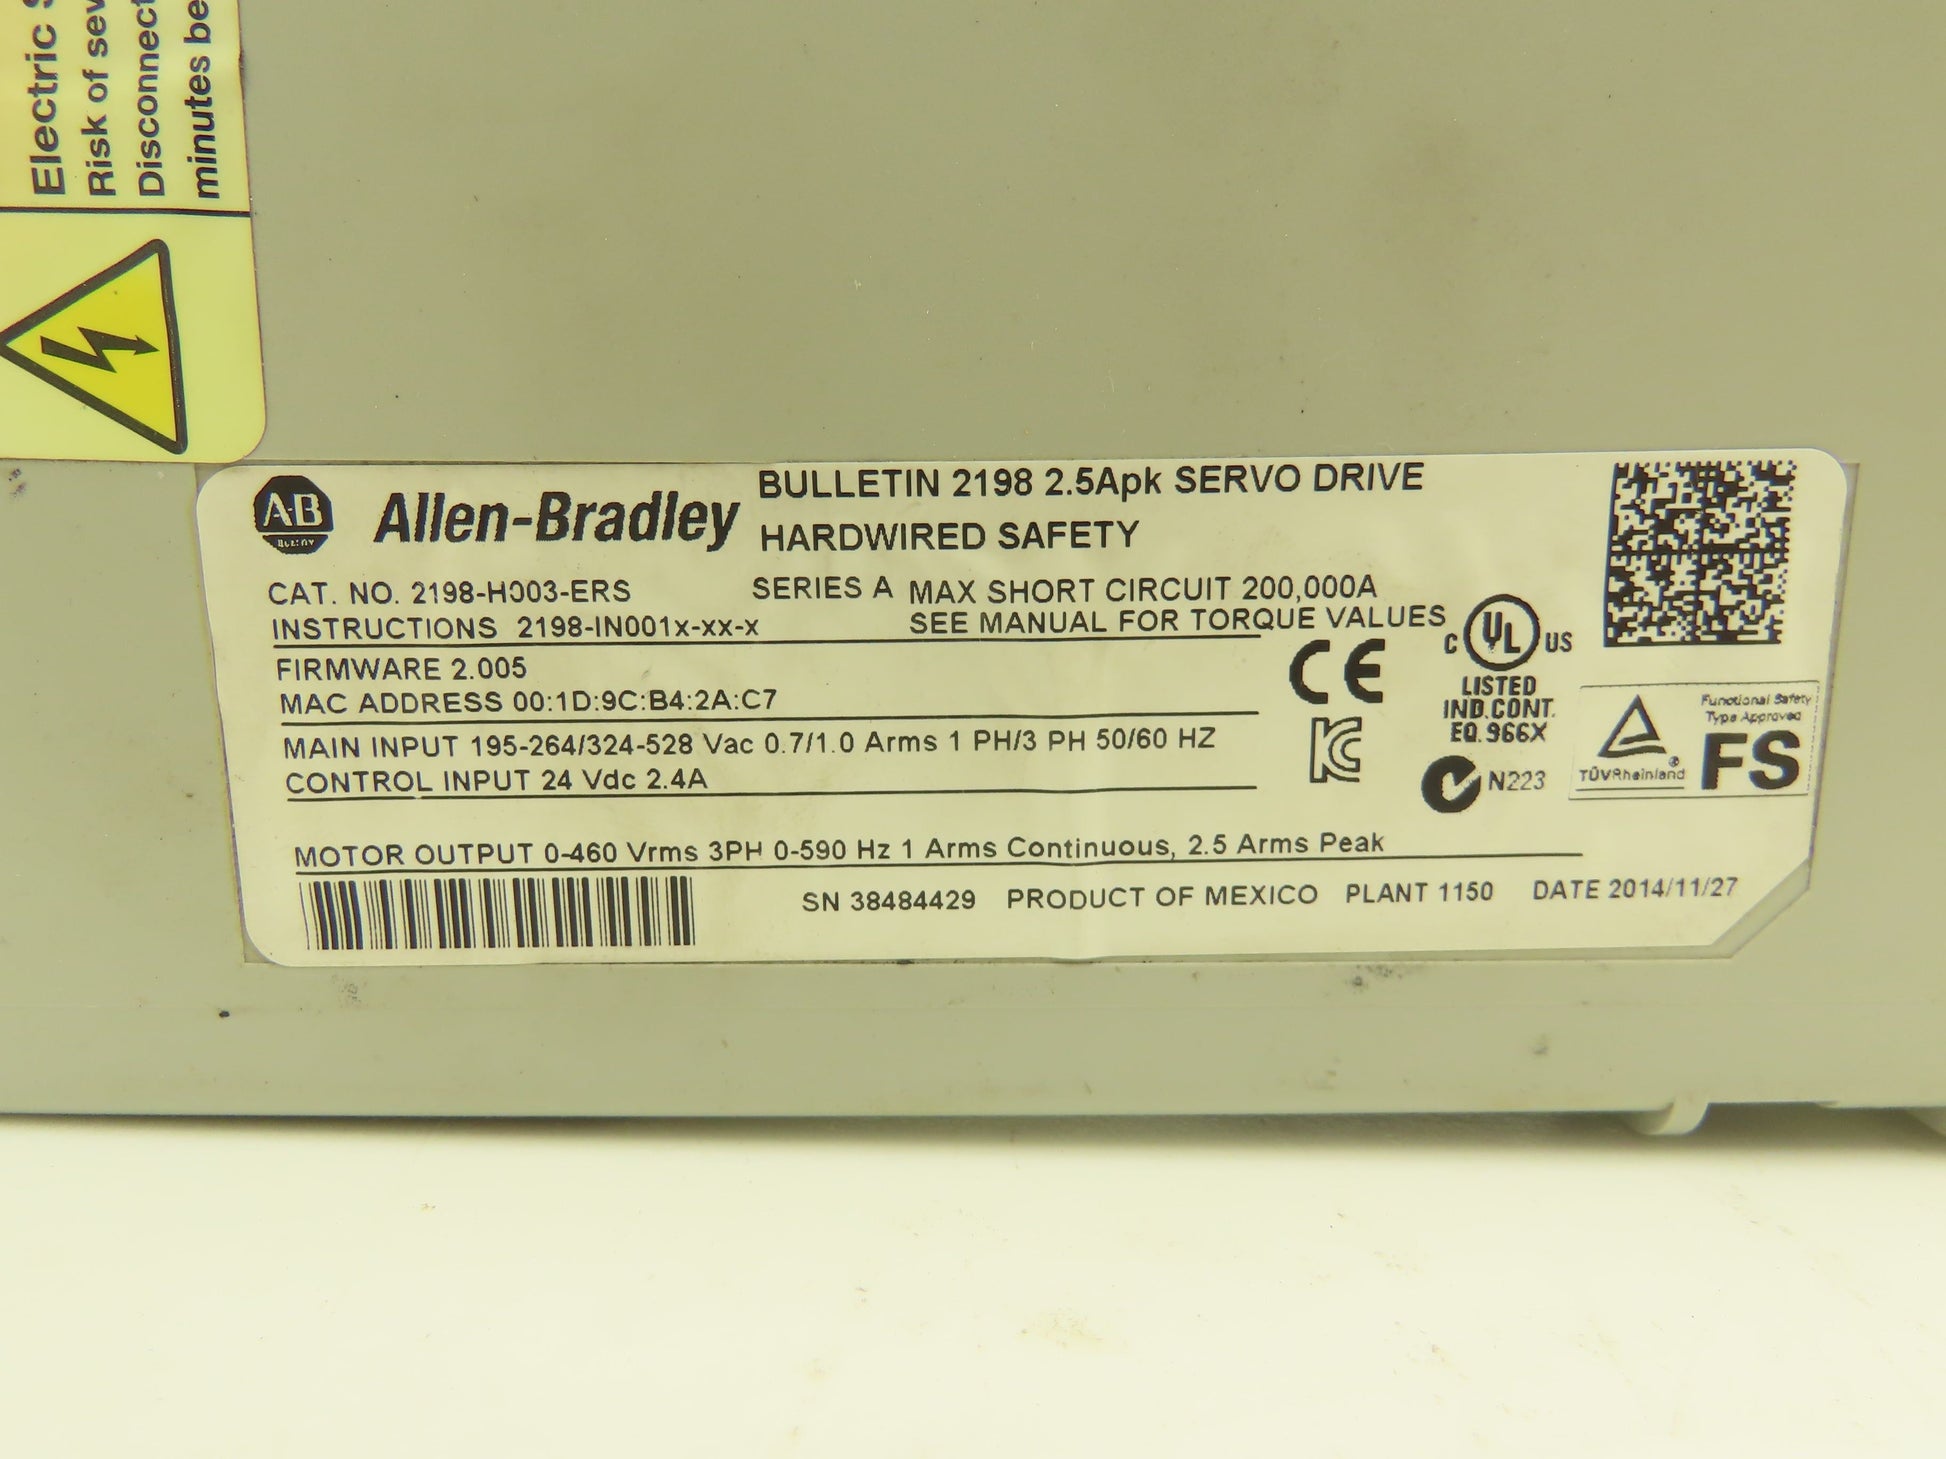 Electric S
Risk of sev
Disconnect
minutes be
A-B
Allen-Bradley
BULLETIN 2198 2.5Apk SERVO DRIVE
HARDWIRED SAFETY
CAT. NO. 2198-H003-ERS
SERIES A
MAX SHORT CIRCUIT 200,000A
INSTRUCTIONS 2198-IN001x-xx-x
SEE MANUAL FOR TORQUE VALUES
FIRMWARE 2.005
MAC ADDRESS 00:1D:9C:B4:2A:C7
MAIN INPUT 195-264/324-528 Vac 0.7/1.0 Arms 1 PH/3 PH 50/60 HZ
CONTROL INPUT 24 Vdc 2.4A
MOTOR OUTPUT 0-460 Vrms 3PH 0-590 Hz 1 Arms Continuous, 2.5 Arms Peak
SN 38484429 PRODUCT OF MEXICO PLANT 1150 DATE 2014/11/27
CE
C UL US
LISTED
IND.CONT.
EQ. 966X
N223
TÜVRheinland®
Functional Safety
Type Approved
FS